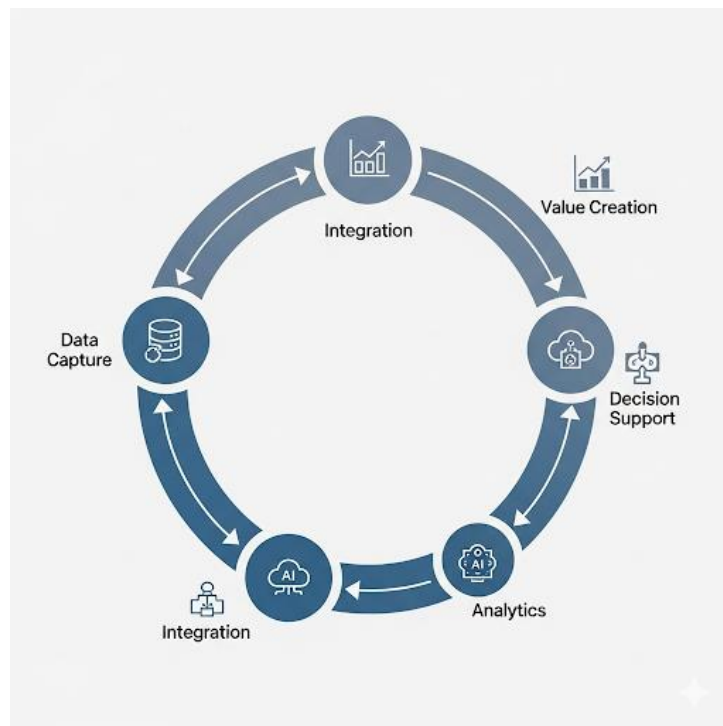 Integration
Value Creation
Data
Capture
Decision
Support
AI
AI
Integration
Analytics